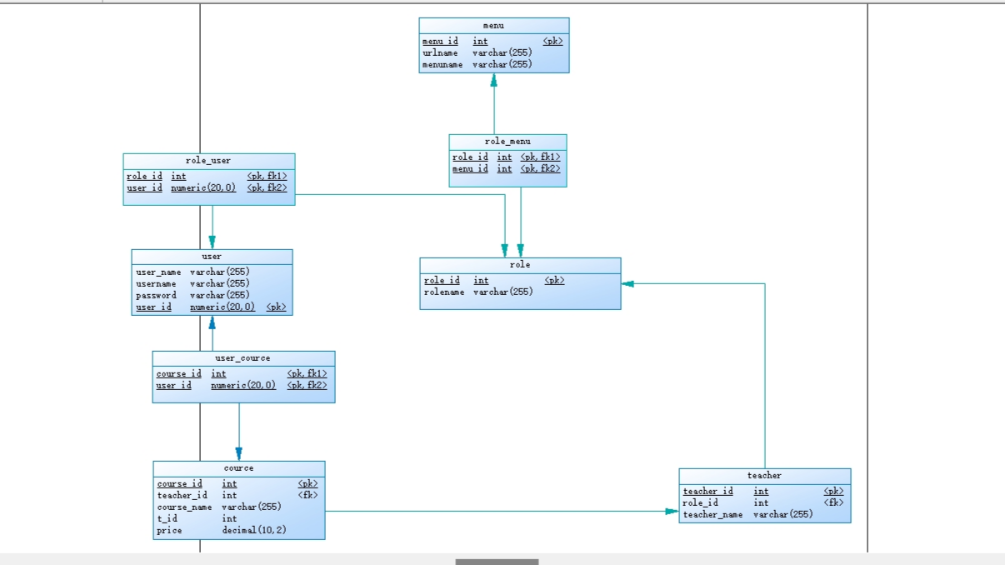 menu
menu_id int <pk>
urlname varchar(255)
menuname varchar(255)
role_menu
role_id int <pk,fk1>
menu_id int <pk,fk2>
role_user
role_id int <pk,fk1>
user_id numeric(20,0) <pk,fk2>
user
user_name varchar(255)
username varchar(255)
password varchar(255)
user_id numeric(20,0) <pk>
role
role_id int <pk>
rolename varchar(255)
user_cource
course_id int <pk,fk1>
user_id numeric(20,0) <pk,fk2>
cource
course_id int <pk>
teacher_id int <fk>
course_name varchar(255)
t_id int
price decimal(10,2)
teacher
teacher_id int <pk>
role_id int <fk>
teacher_name varchar(255)